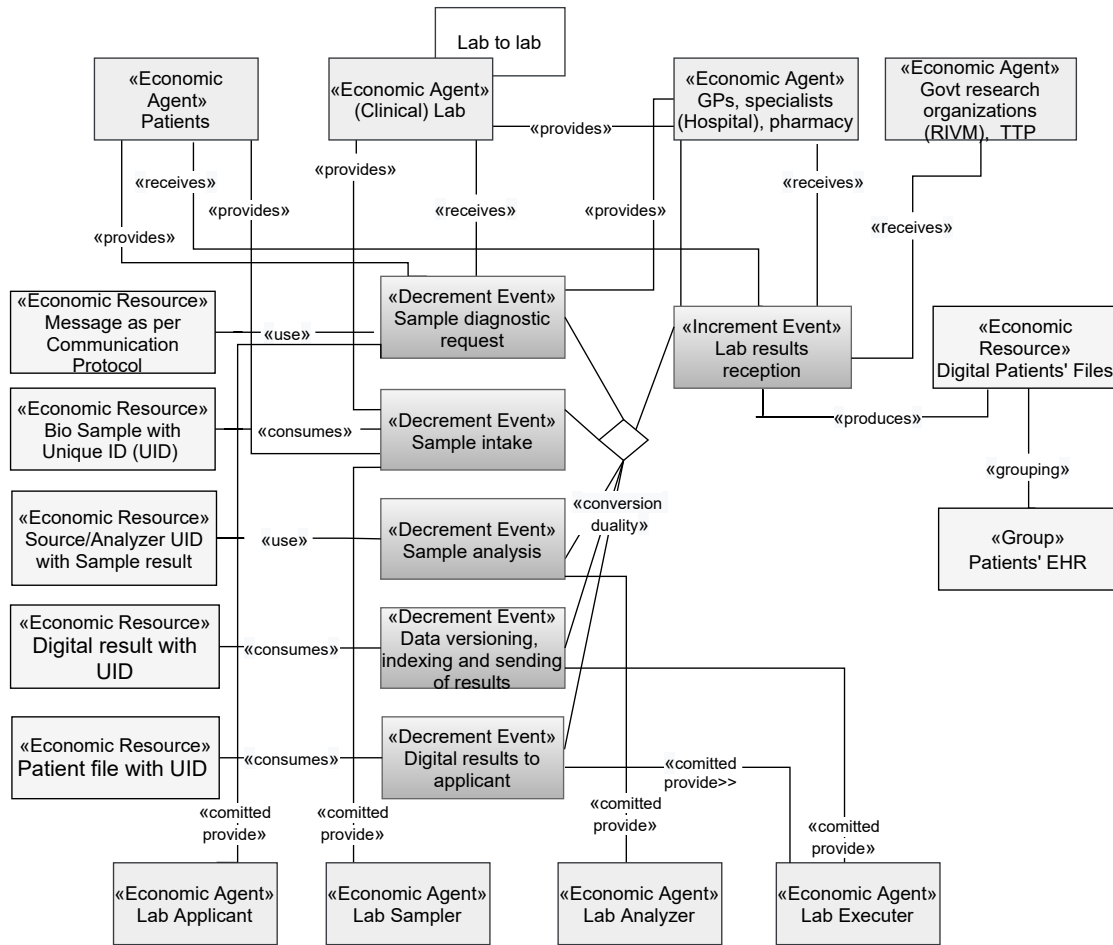 Lab to lab
«Economic
Agent»
Patients
«Economic Agent»
(Clinical) Lab
«Economic Agent»
GPs, specialists
(Hospital), pharmacy
«Economic Agent»
Govt research
organizations
(RIVM), TTP
«provides»
«receives»
«provides»
«receives»
«provides»
«receives»
«provides»
«receives»
«provides»
«Economic Resource»
Message as per
Communication
Protocol
«use»
«Decrement Event»
Sample diagnostic
request
«Increment Event»
Lab results
reception
«Economic
Resource»
Digital Patients' Files
«produces»
«Economic Resource»
Bio Sample with
Unique ID (UID)
«consumes»
«Decrement Event»
Sample intake
«grouping»
«conversion
duality»
«Economic Resource»
Source/Analyzer UID
with Sample result
«use»
«Decrement Event»
Sample analysis
«Group»
Patients' EHR
«Economic Resource»
Digital result with
UID
«consumes»
«Decrement Event»
Data versioning,
indexing and sending
of results
«Economic Resource»
Patient file with UID
«consumes»
«Decrement Event»
Digital results to
applicant
«comitted
provide>>
«comitted
provide»
«comitted
provide»
«comitted
provide»
«comitted
provide»
«Economic Agent»
Lab Applicant
«Economic Agent»
Lab Sampler
«Economic Agent»
Lab Analyzer
«Economic Agent»
Lab Executer